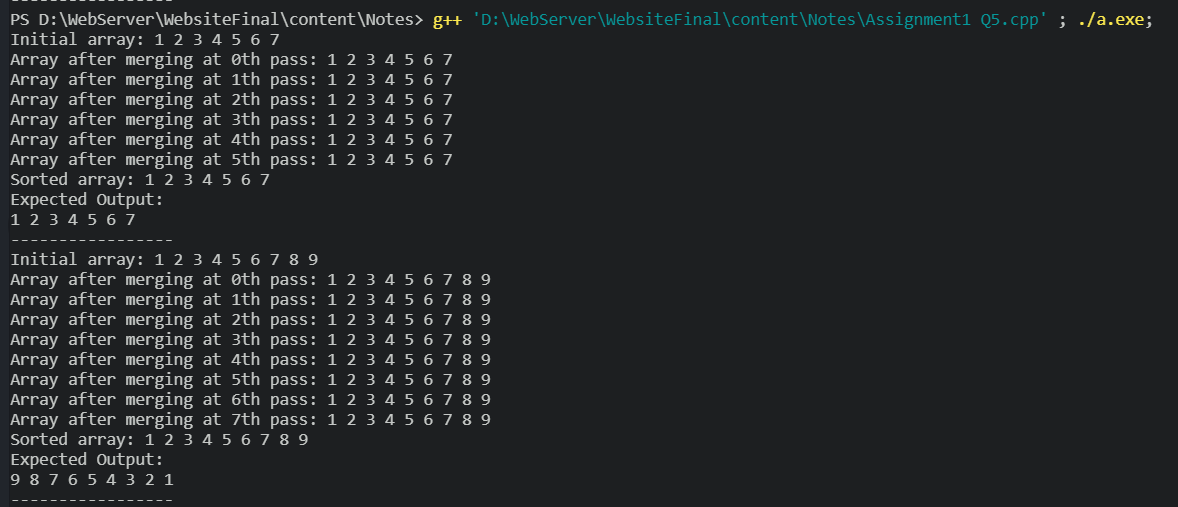 -----------------
PS D:\WebServer\WebsiteFinal\content\Notes> g++ 'D:\WebServer\WebsiteFinal\content\Notes\Assignment1 Q5.cpp' ; ./a.exe;
Initial array: 1 2 3 4 5 6 7
Array after merging at 0th pass: 1 2 3 4 5 6 7
Array after merging at 1th pass: 1 2 3 4 5 6 7
Array after merging at 2th pass: 1 2 3 4 5 6 7
Array after merging at 3th pass: 1 2 3 4 5 6 7
Array after merging at 4th pass: 1 2 3 4 5 6 7
Array after merging at 5th pass: 1 2 3 4 5 6 7
Sorted array: 1 2 3 4 5 6 7
Expected Output:
1 2 3 4 5 6 7
-----------------
Initial array: 1 2 3 4 5 6 7 8 9
Array after merging at 0th pass: 1 2 3 4 5 6 7 8 9
Array after merging at 1th pass: 1 2 3 4 5 6 7 8 9
Array after merging at 2th pass: 1 2 3 4 5 6 7 8 9
Array after merging at 3th pass: 1 2 3 4 5 6 7 8 9
Array after merging at 4th pass: 1 2 3 4 5 6 7 8 9
Array after merging at 5th pass: 1 2 3 4 5 6 7 8 9
Array after merging at 6th pass: 1 2 3 4 5 6 7 8 9
Array after merging at 7th pass: 1 2 3 4 5 6 7 8 9
Sorted array: 1 2 3 4 5 6 7 8 9
Expected Output:
9 8 7 6 5 4 3 2 1
-----------------